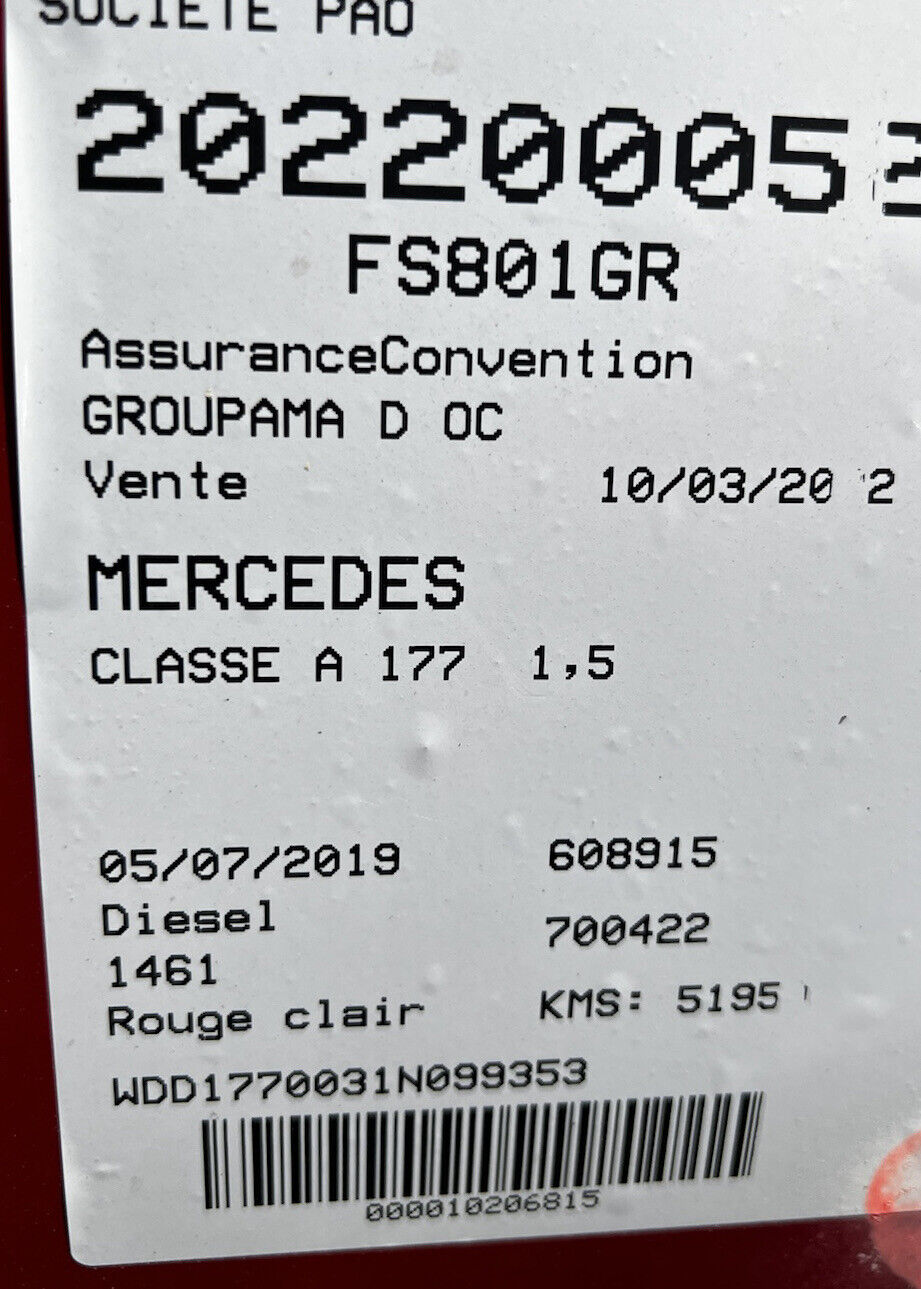 SOCIETE PAO
20220005
FS801GR
AssuranceConvention
GROUPAMA D OC
Vente 10/03/20 2
MERCEDES
CLASSE A 177 1,5
05/07/2019 608915
Diesel 700422
1461
Rouge clair KMS: 5195
WDD1770031N099353
000010206815